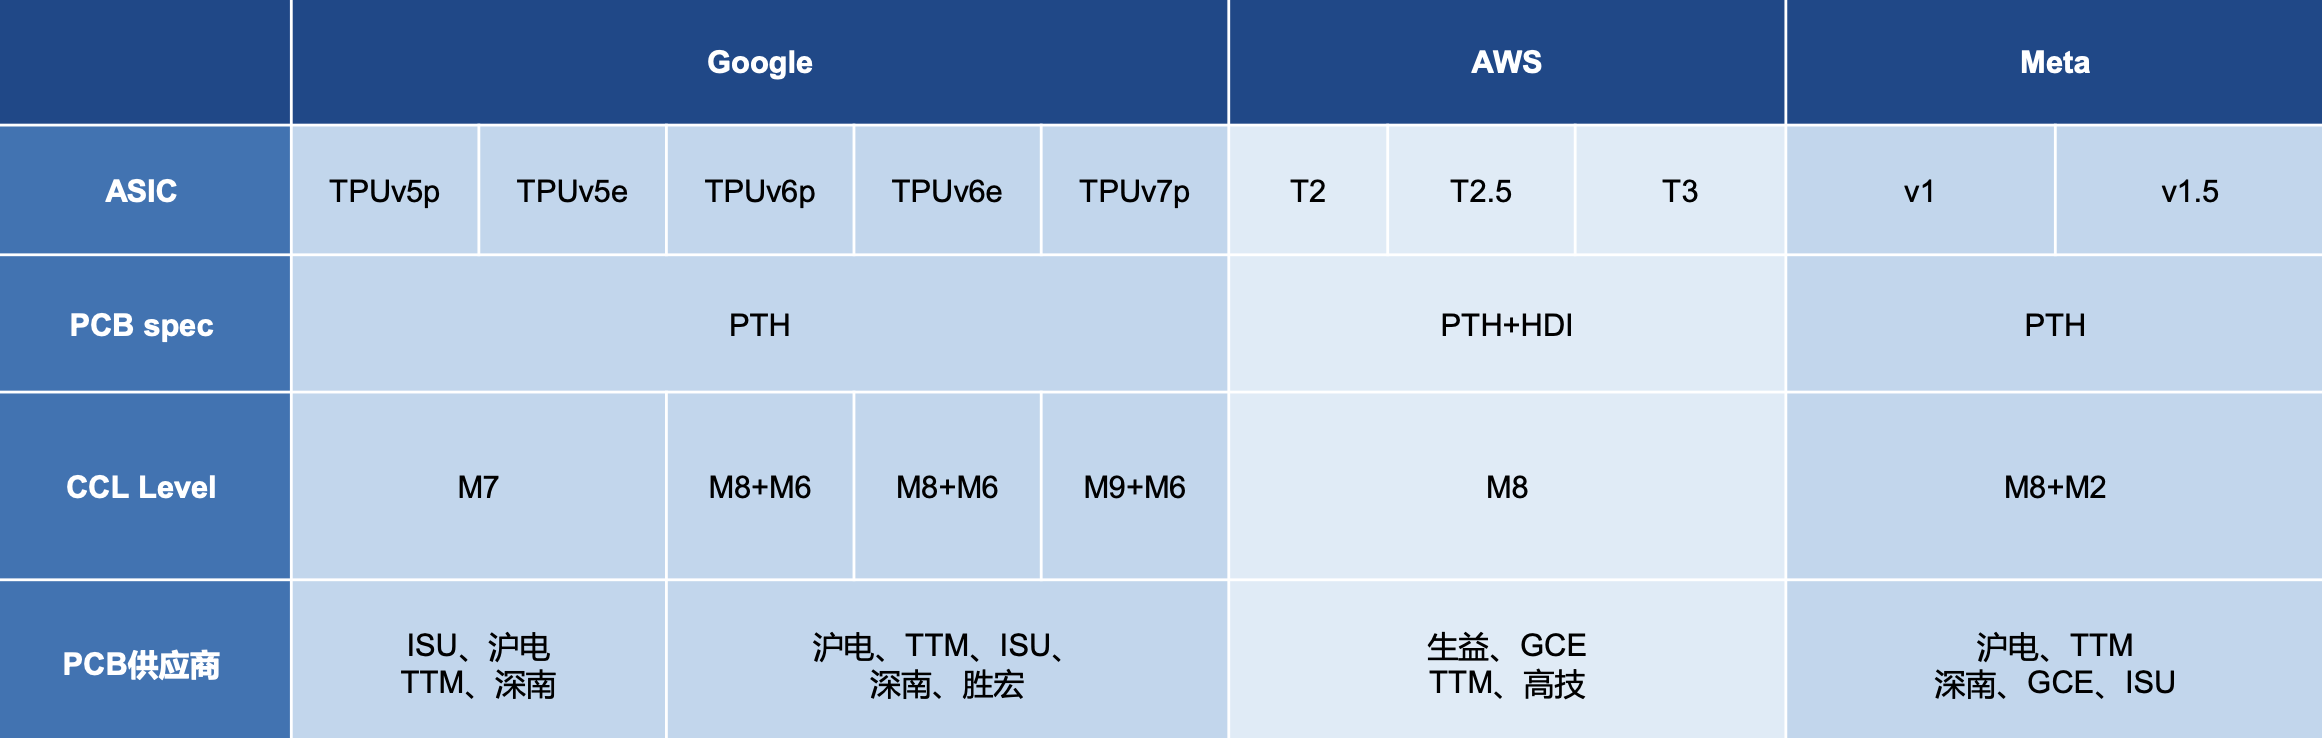 Google AWS Meta
ASIC TPUv5p TPUv5e TPUv6p TPUv6e TPUv7p T2 T2.5 T3 v1 v1.5
PCB spec PTH PTH+HDI PTH
CCL Level M7 M8+M6 M8+M6 M9+M6 M8 M8+M2
PCB供应商
ISU、沪电
TTM、深南
沪电、TTM、ISU、
深南、胜宏
生益、GCE
TTM、高技
沪电、TTM
深南、GCE、ISU